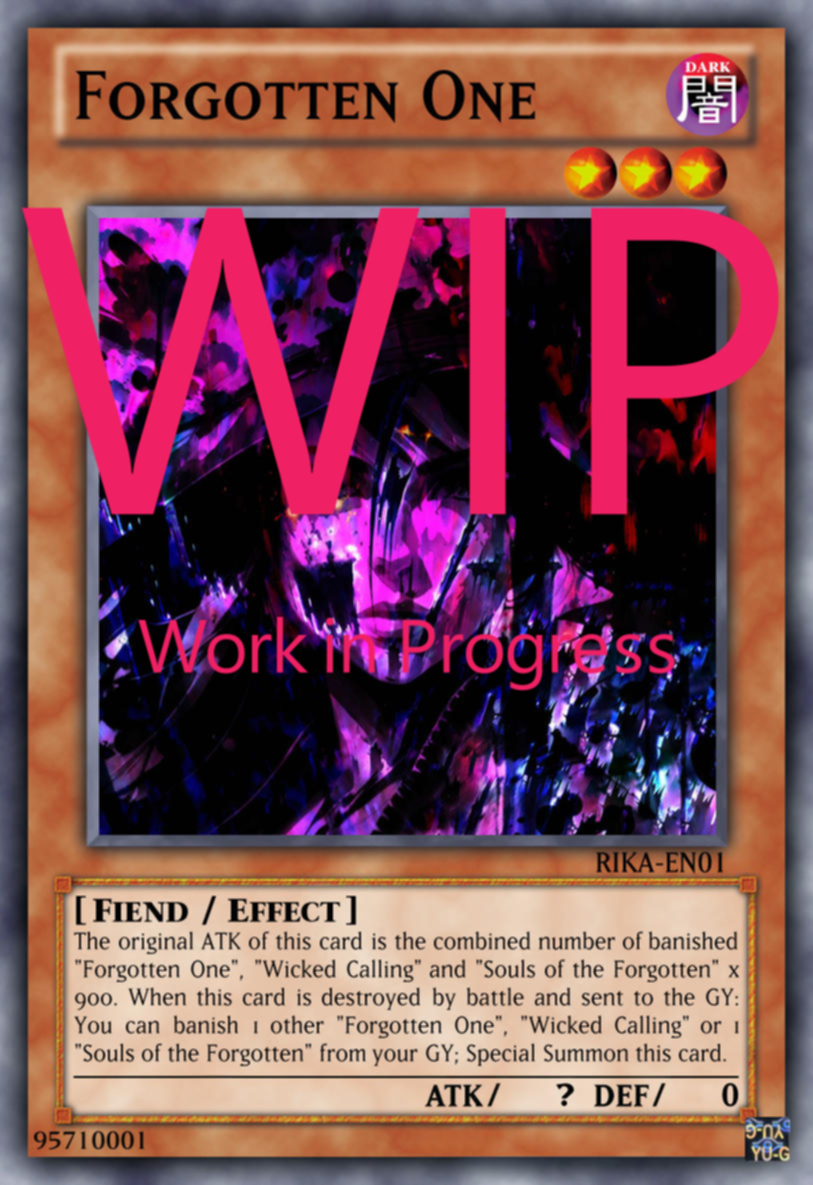 FORGOTTEN ONE
DARK
闇
WIP
Work in Progress
RIKA-EN01
[ FIEND / EFFECT ]
The original ATK of this card is the combined number of banished
"Forgotten One", "Wicked Calling" and "Souls of the Forgotten" x
900. When this card is destroyed by battle and sent to the GY:
You can banish 1 other "Forgotten One", "Wicked Calling" or 1
"Souls of the Forgotten" from your GY; Special Summon this card.
ATK/ ? DEF/ 0
95710001
YU-G
YU-G